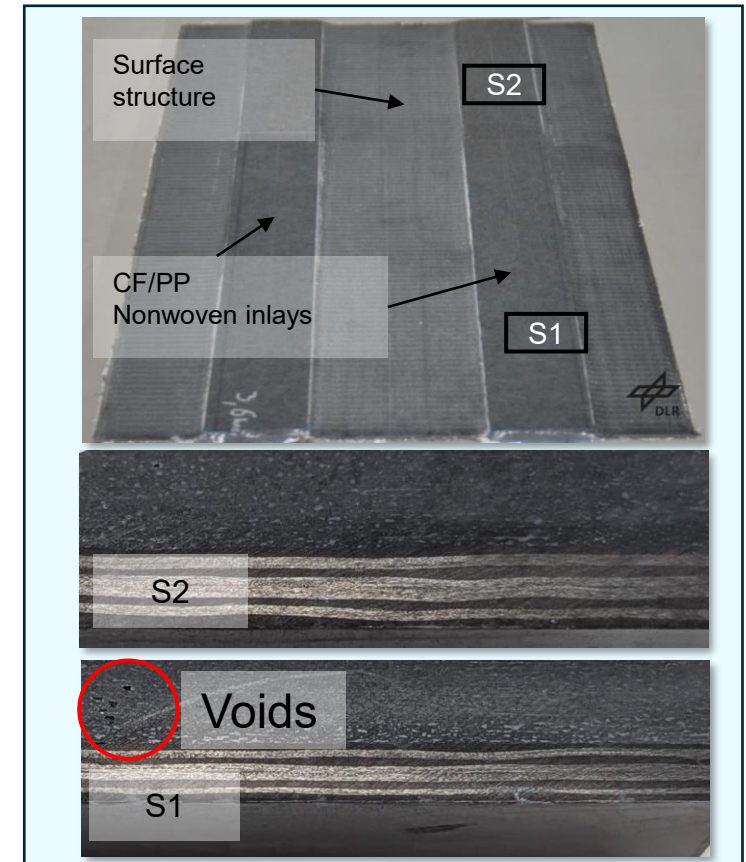 Surface
structure
S2
CF/PP
Nonwoven inlays
S1
DLR
S2
Voids
S1